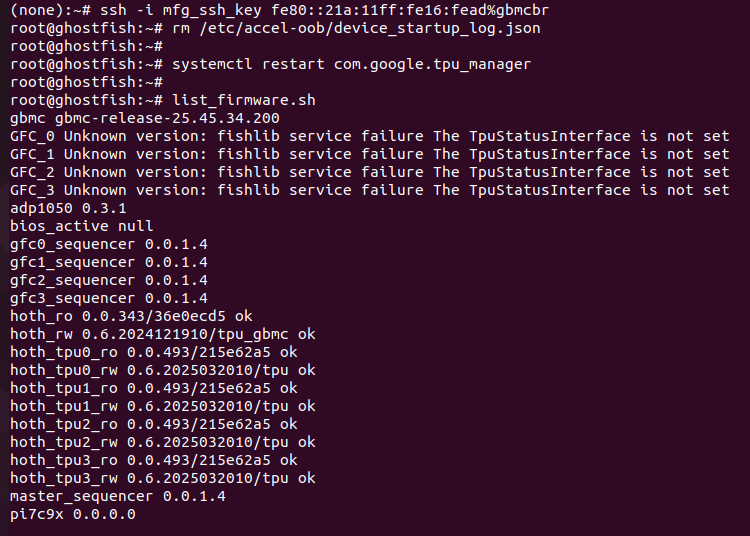 (none):~# ssh -i mfg_ssh_key fe80::21a:11ff:fe16:fead%gbmcbr
root@ghostfish:~# rm /etc/accel-oob/device_startup_log.json
root@ghostfish:~#
root@ghostfish:~# systemctl restart com.google.tpu_manager
root@ghostfish:~#
root@ghostfish:~# list_firmware.sh
gbmc gbmc-release-25.45.34.200
GFC_0 Unknown version: fishlib service failure The TpuStatusInterface is not set
GFC_1 Unknown version: fishlib service failure The TpuStatusInterface is not set
GFC_2 Unknown version: fishlib service failure The TpuStatusInterface is not set
GFC_3 Unknown version: fishlib service failure The TpuStatusInterface is not set
adp1050 0.3.1
bios_active null
gfc0_sequencer 0.0.1.4
gfc1_sequencer 0.0.1.4
gfc2_sequencer 0.0.1.4
gfc3_sequencer 0.0.1.4
hoth_ro 0.0.343/36e0ecd5 ok
hoth_rw 0.6.2024121910/tpu_gbmc ok
hoth_tpu0_ro 0.0.493/215e62a5 ok
hoth_tpu0_rw 0.6.2025032010/tpu ok
hoth_tpu1_ro 0.0.493/215e62a5 ok
hoth_tpu1_rw 0.6.2025032010/tpu ok
hoth_tpu2_ro 0.0.493/215e62a5 ok
hoth_tpu2_rw 0.6.2025032010/tpu ok
hoth_tpu3_ro 0.0.493/215e62a5 ok
hoth_tpu3_rw 0.6.2025032010/tpu ok
master_sequencer 0.0.1.4
pi7c9x 0.0.0.0